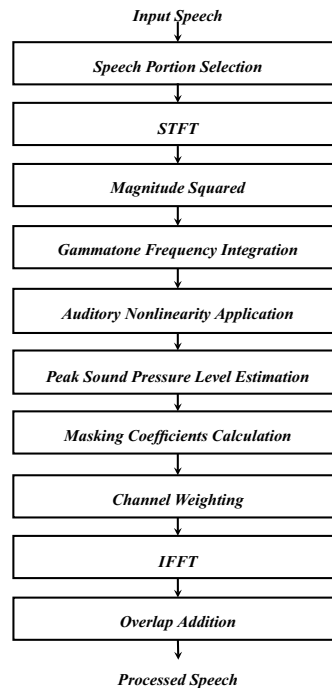 Input Speech
Speech Portion Selection
STFT
Magnitude Squared
Gammatone Frequency Integration
Auditory Nonlinearity Application
Peak Sound Pressure Level Estimation
Masking Coefficients Calculation
Channel Weighting
IFFT
Overlap Addition
Processed Speech